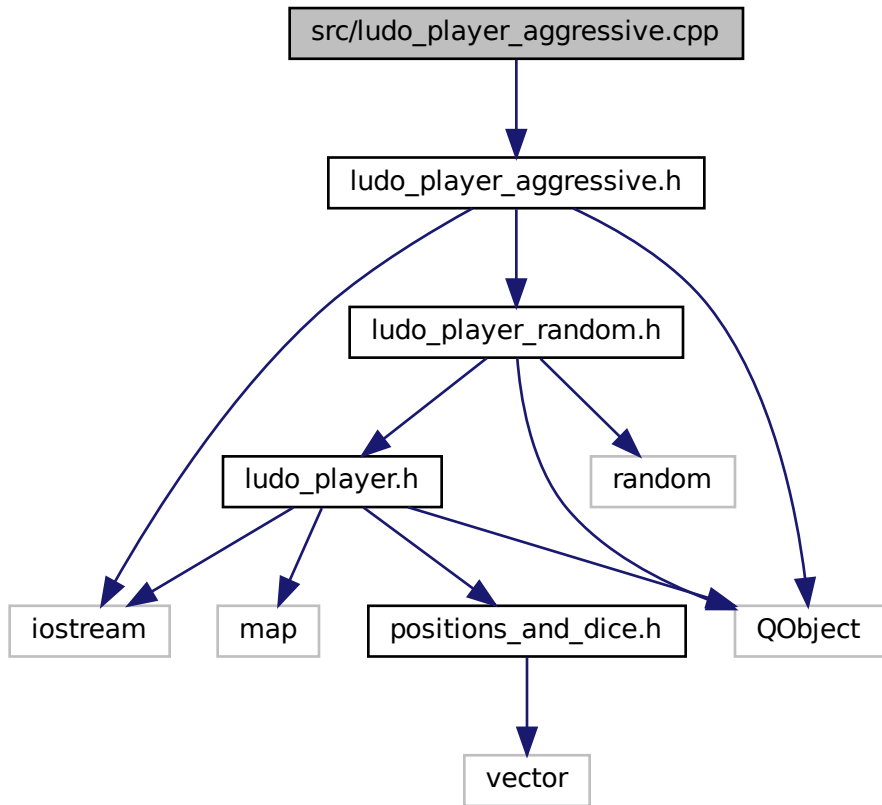 src/ludo_player_aggressive.cpp
ludo_player_aggressive.h
ludo_player_random.h
ludo_player.h
random
iostream
map
positions_and_dice.h
QObject
vector